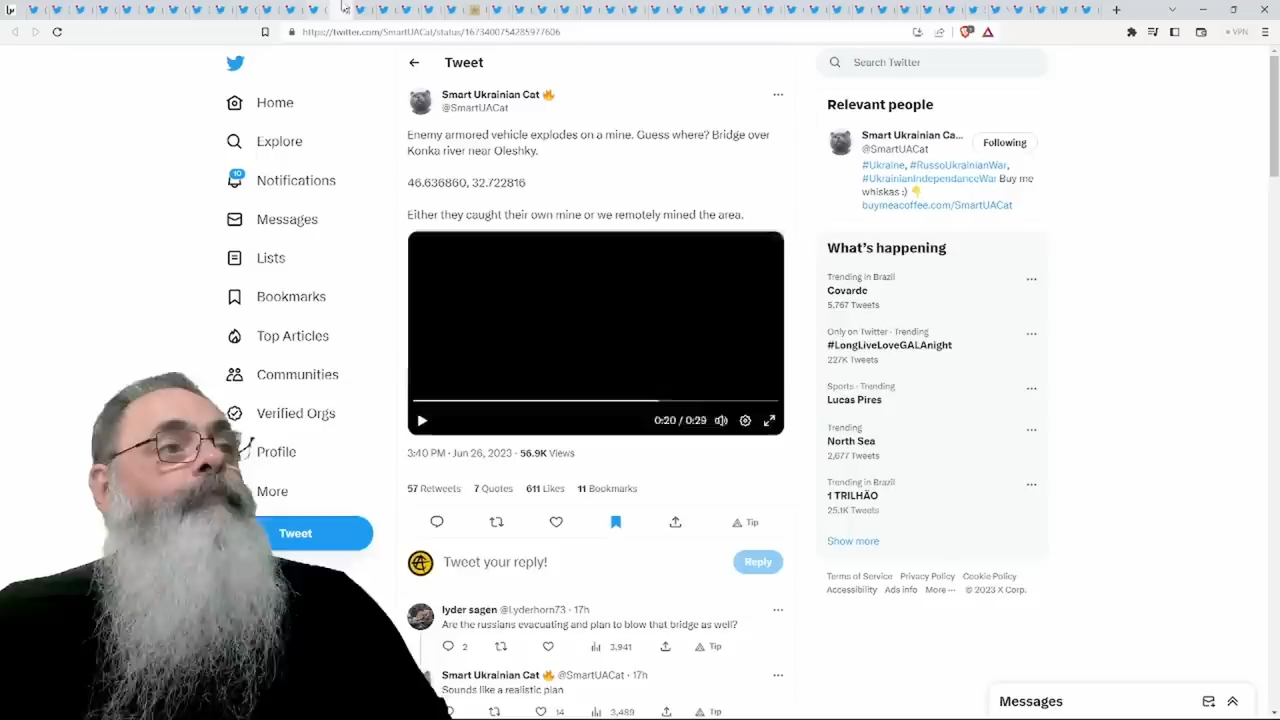 https://twitter.com/SmartUACat/status/1673400754285977606
VPN
Home
Explore
10
Notifications
Messages
Lists
Bookmarks
Top Articles
Communities
Verified Orgs
Profile
More
Tweet
Tweet
Smart Ukrainian Cat
@SmartUACat
Enemy armored vehicle explodes on a mine. Guess where? Bridge over
Konka river near Oleshky.
46.636860, 32.722816
Either they caught their own mine or we remotely mined the area.
0:20 / 0:29
3:40 PM · Jun 26, 2023 · 56.9K Views
57 Retweets 7 Quotes 611 Likes 11 Bookmarks
Tip
Tweet your reply!
Reply
lyder sagen @Lyderhorn73 · 17h
Are the russians evacuating and plan to blow that bridge as well?
2 3,941 Tip
Smart Ukrainian Cat @SmartUACat · 17h
Sounds like a realistic plan
14 3,489 Tip
Search Twitter
Relevant people
Smart Ukrainian Ca...
@SmartUACat
Following
#Ukraine, #RussoUkrainianWar,
#UkrainianIndependanceWar Buy me
whiskas :)
buymeacoffee.com/SmartUACat
What's happening
Trending in Brazil
Covarde
5,767 Tweets
Only on Twitter · Trending
#LongLiveLoveGALAnight
227K Tweets
Sports · Trending
Lucas Pires
Trending
North Sea
2,677 Tweets
Trending in Brazil
1 TRILHÃO
25.1K Tweets
Show more
Terms of Service Privacy Policy Cookie Policy
Accessibility Ads info More ··· © 2023 X Corp.
Messages